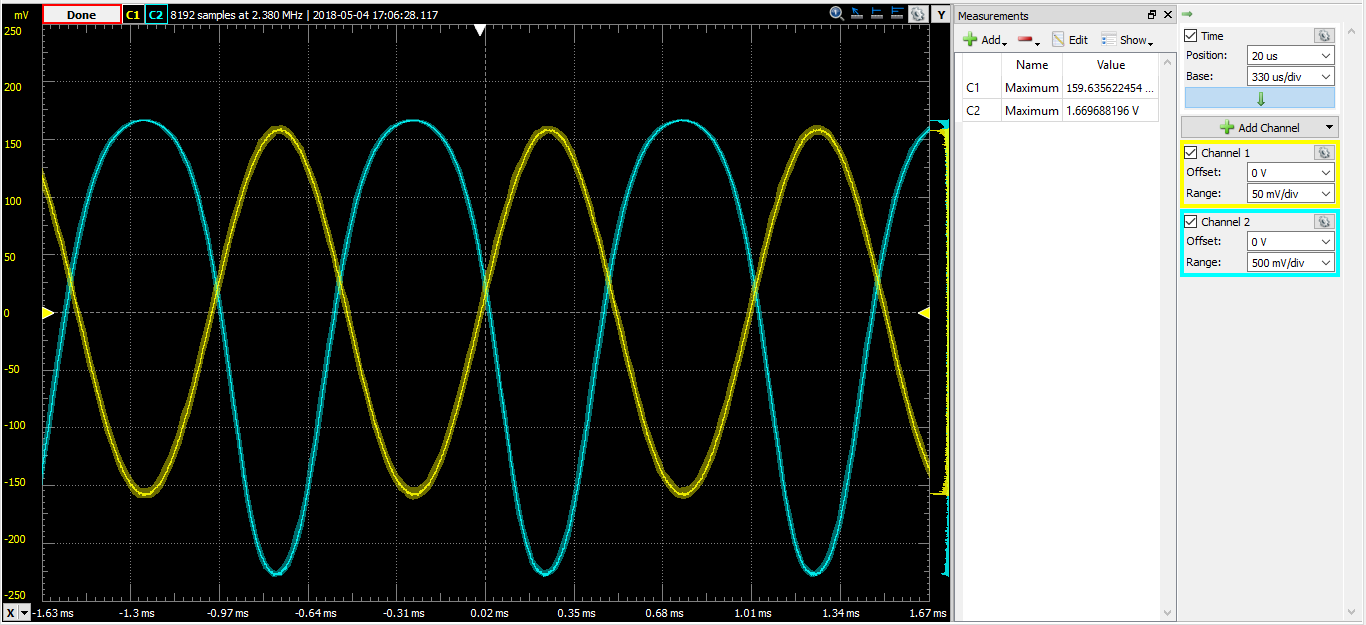 mV Done C1 C2 8192 samples at 2.380 MHz | 2018-05-04 17:06:28.117 Y
250
200
150
100
50
0
-50
-100
-150
-200
-250
X -1.63 ms -1.3 ms -0.97 ms -0.64 ms -0.31 ms 0.02 ms 0.35 ms 0.68 ms 1.01 ms 1.34 ms 1.67 ms
Measurements
Add Edit Show
Name Value
C1 Maximum 159.635622454 ...
C2 Maximum 1.669688196 V
Time
Position: 20 us
Base: 330 us/div
Add Channel
Channel 1
Offset: 0 V
Range: 50 mV/div
Channel 2
Offset: 0 V
Range: 500 mV/div